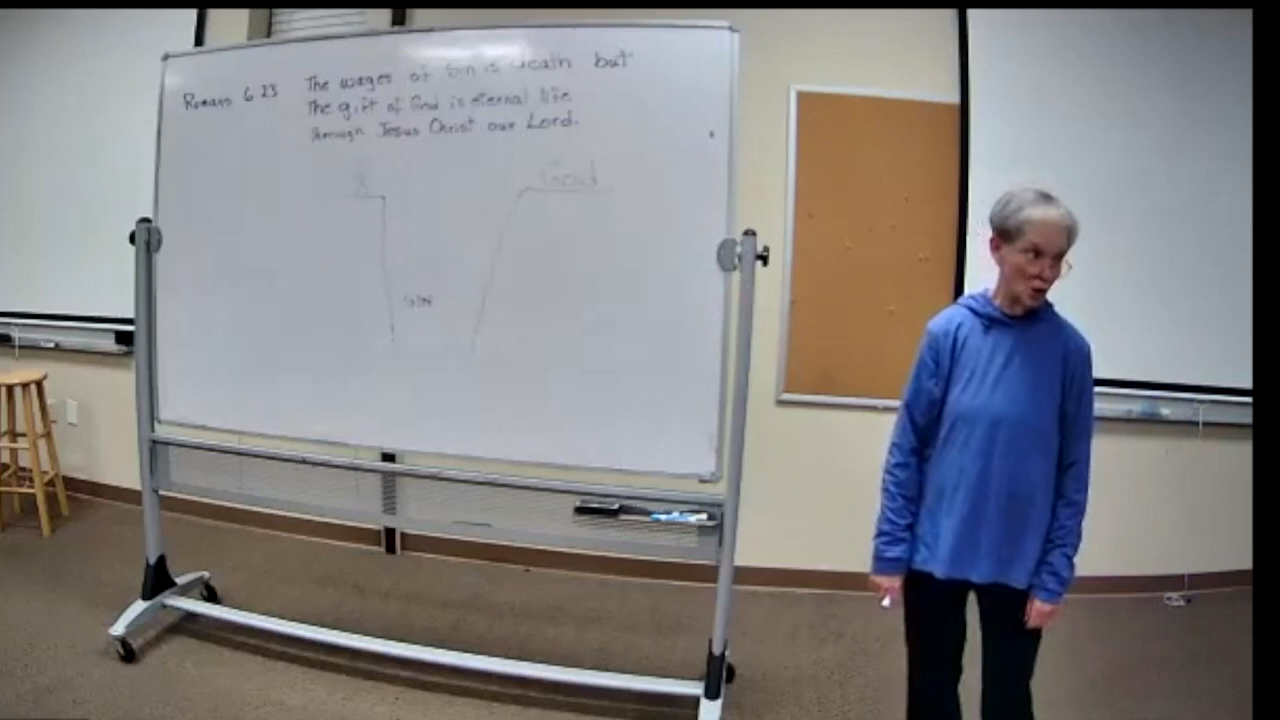 Romans 6 23 The wages of sin is death but
The gift of God is eternal life
through Jesus Christ our Lord.
God
SIN